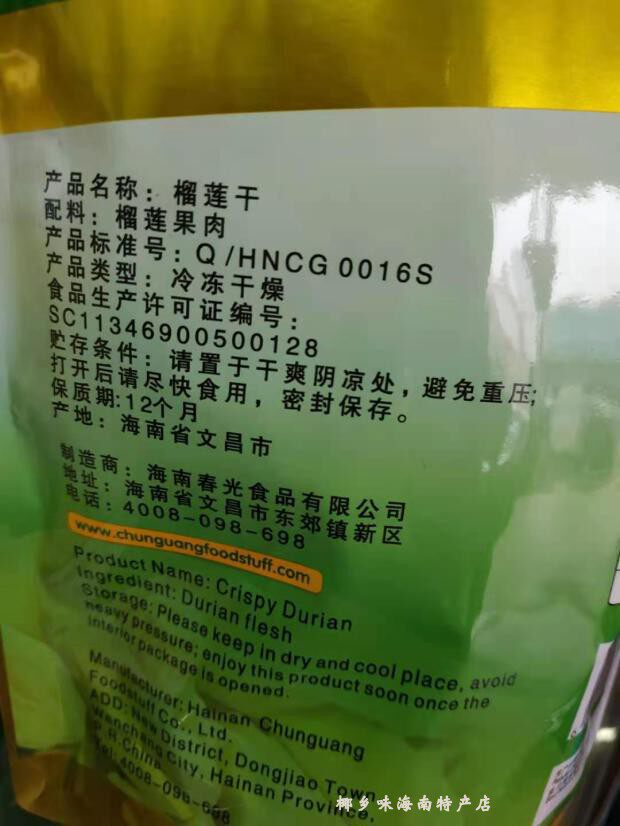 产品名称：榴莲干
配料：榴莲果肉
产品标准号：Q/HNCG 0016S
产品类型：冷冻干燥
食品生产许可证编号：
SC11346900500128
贮存条件：请置于干爽阴凉处，避免重压；
打开后请尽快食用，密封保存。
保质期:12个月
产地：海南省文昌市
制造商：海南春光食品有限公司
地址：海南省文昌市东郊镇新区
电话：4008-098-698
www.chunguangfoodstuff.com
Product Name: Crispy Durian
Ingredient: Durian flesh
Storage: Please keep in dry and cool place, avoid
heavy pressure; enjoy this product soon once the
interior package is opened.
Manufacturer: Hainan Chunguang
Foodstuff Co., Ltd.
ADD: New District, Dongjiao Town,
Wenchang City, Hainan Province,
P.R.China
Tel:4008-098-698
椰乡味海南特产店